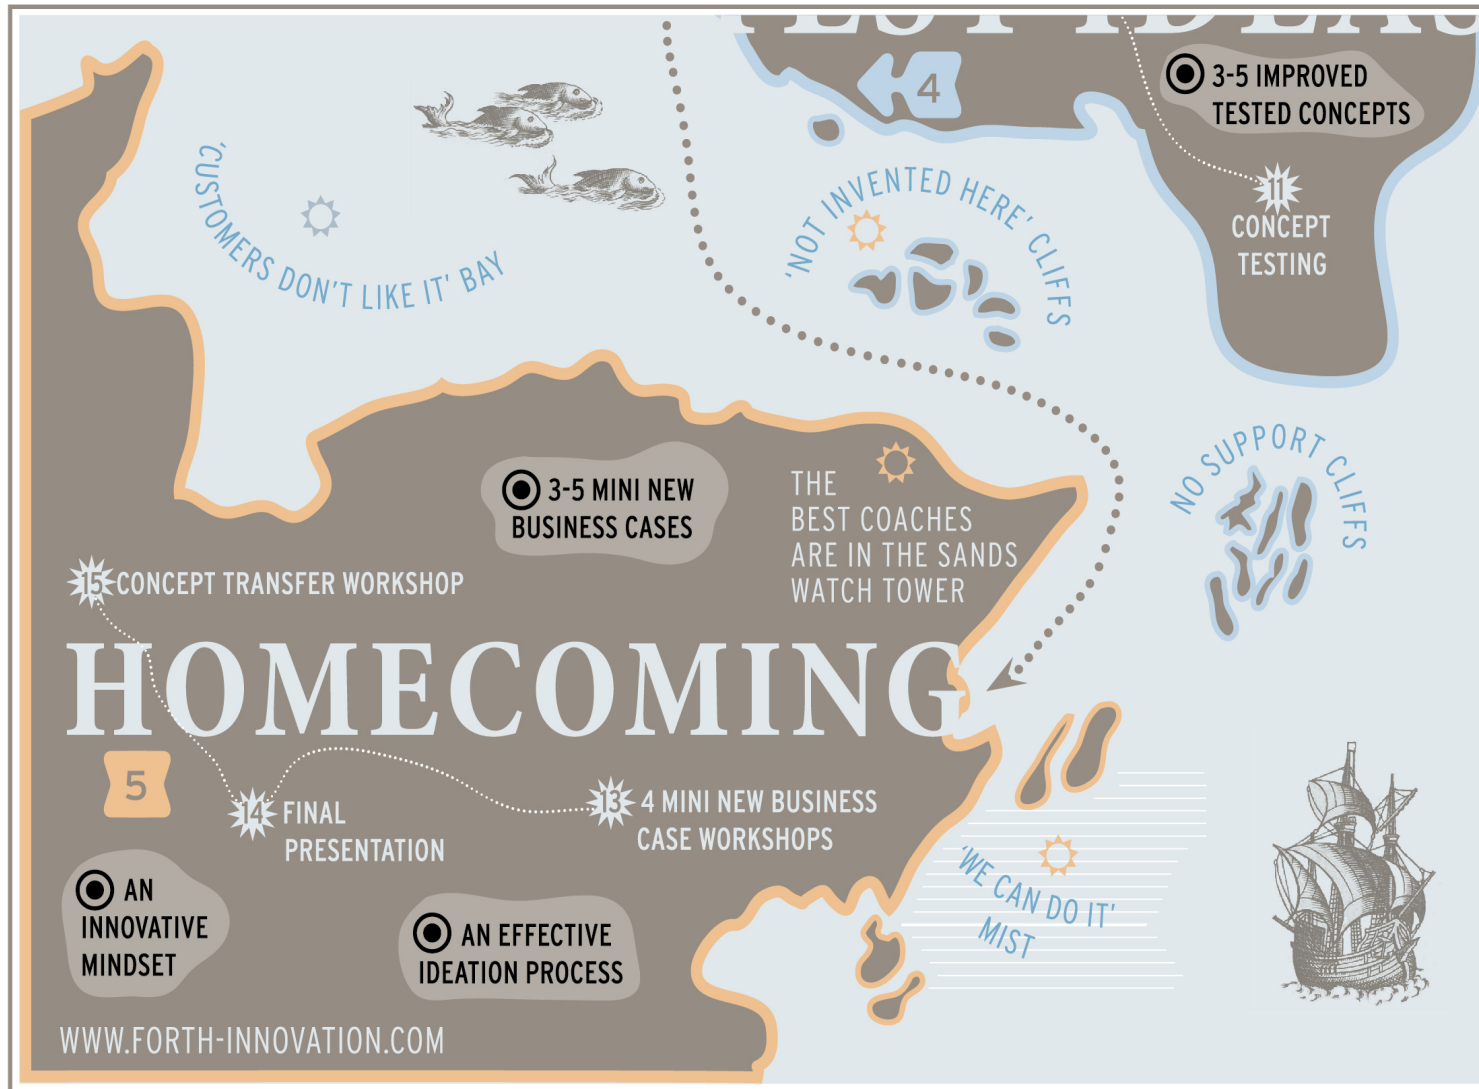 TEST IDEAS
4
3-5 IMPROVED
TESTED CONCEPTS
11
CONCEPT
TESTING
'CUSTOMERS DON'T LIKE IT' BAY
'NOT INVENTED HERE' CLIFFS
NO SUPPORT CLIFFS
3-5 MINI NEW
BUSINESS CASES
THE
BEST COACHES
ARE IN THE SANDS
WATCH TOWER
15 CONCEPT TRANSFER WORKSHOP
HOMECOMING
5
14 FINAL
PRESENTATION
13 4 MINI NEW BUSINESS
CASE WORKSHOPS
'WE CAN DO IT'
MIST
AN
INNOVATIVE
MINDSET
AN EFFECTIVE
IDEATION PROCESS
WWW.FORTH-INNOVATION.COM